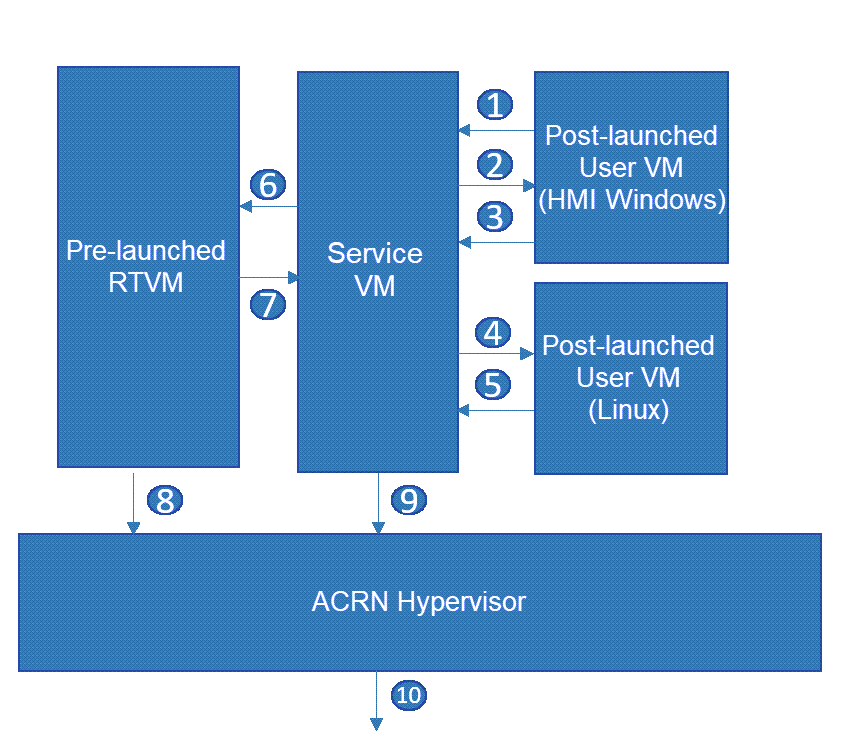 1
Post-launched
User VM
(HMI Windows)
2
3
6
Pre-launched
RTVM
Service
VM
7
4
Post-launched
User VM
(Linux)
5
8
9
ACRN Hypervisor
10